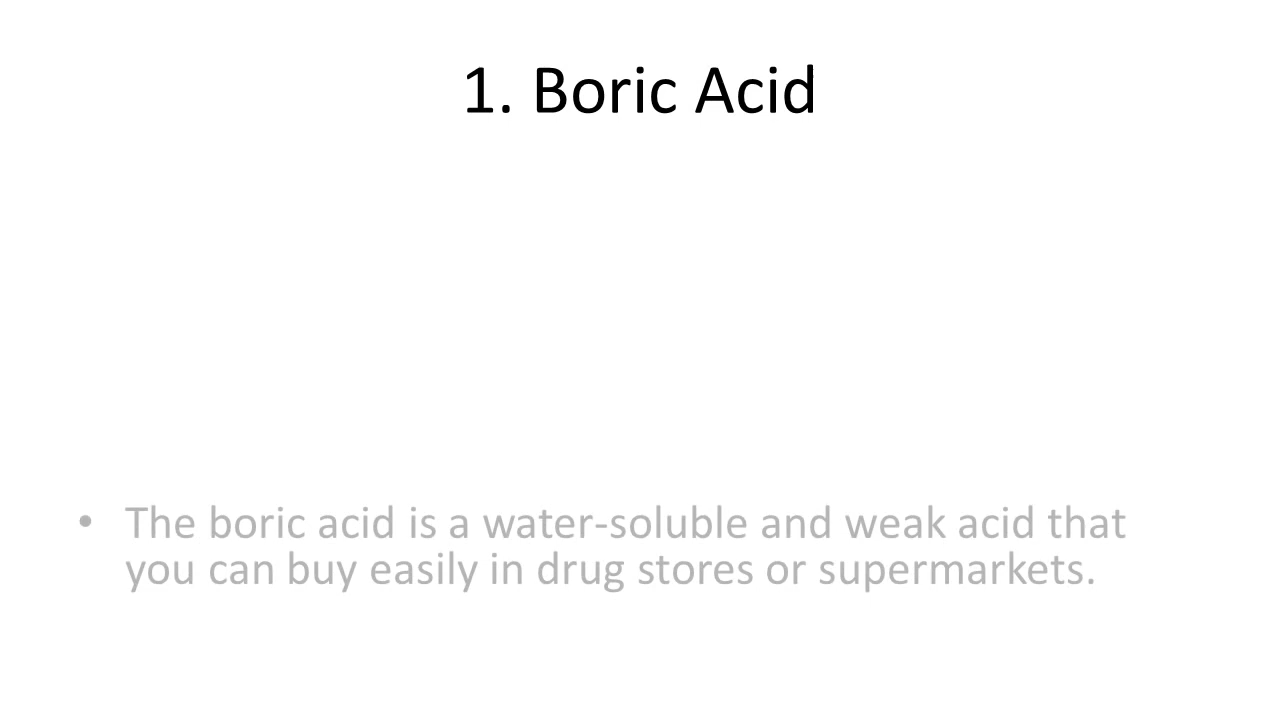 1. Boric Acid
• The boric acid is a water-soluble and weak acid that
you can buy easily in drug stores or supermarkets.